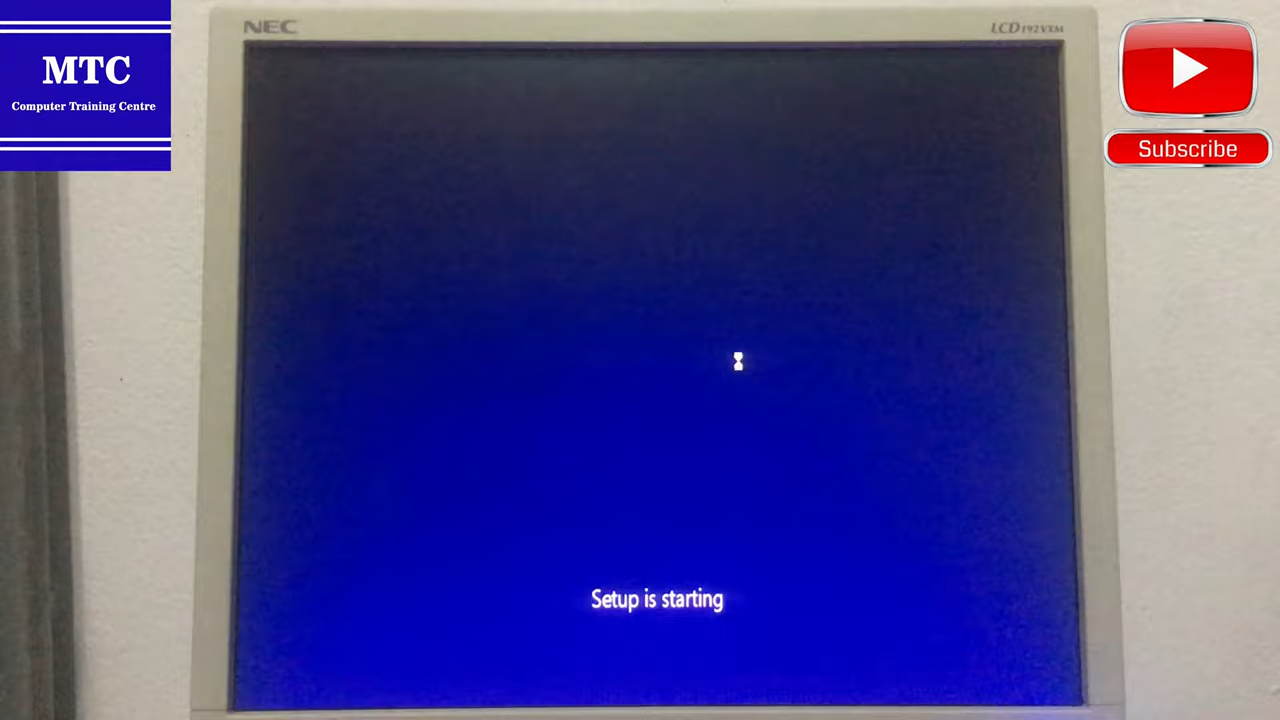 MTC
Computer Training Centre
NEC
LCD192VXM
Subscribe
Setup is starting